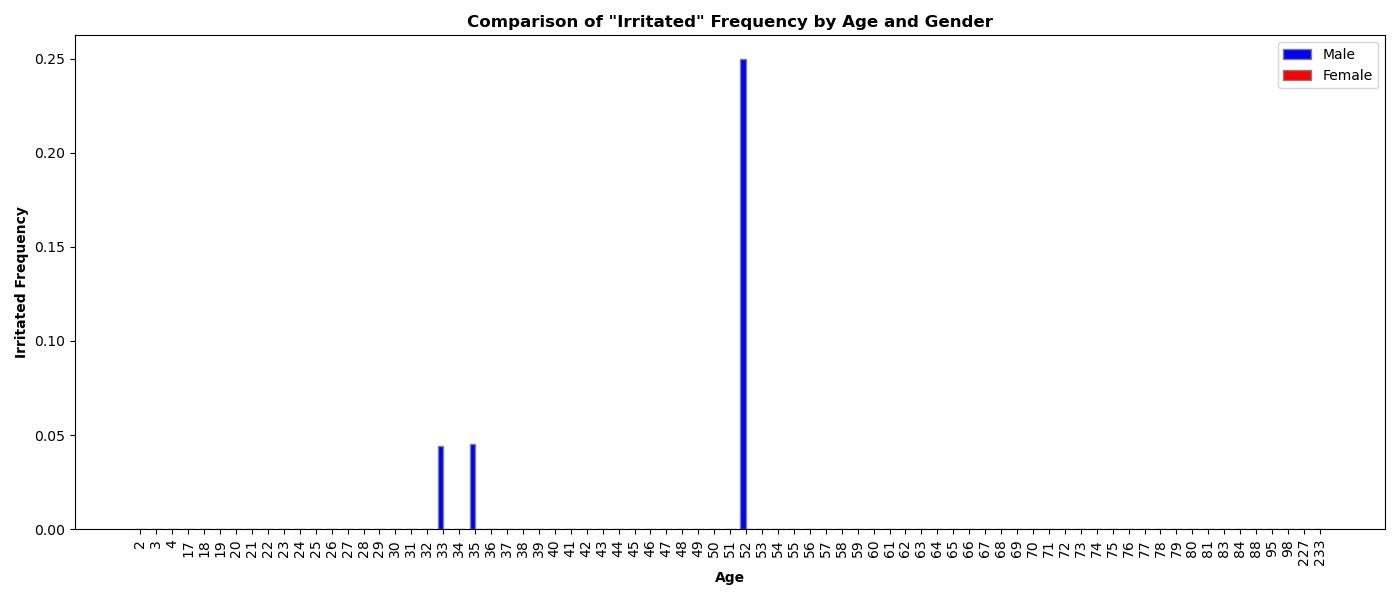 Comparison of "Irritated" Frequency by Age and Gender
Male
Female
Irritated Frequency
0.25
0.20
0.15
0.10
0.05
0.00
2 3 4 17 18 19 20 21 22 23 24 25 26 27 28 29 30 31 32 33 34 35 36 37 38 39 40 41 42 43 44 45 46 47 48 49 50 51 52 53 54 55 56 57 58 59 60 61 62 63 64 65 66 67 68 69 70 71 72 73 74 75 76 77 78 79 80 81 83 84 88 95 98 227 233
Age